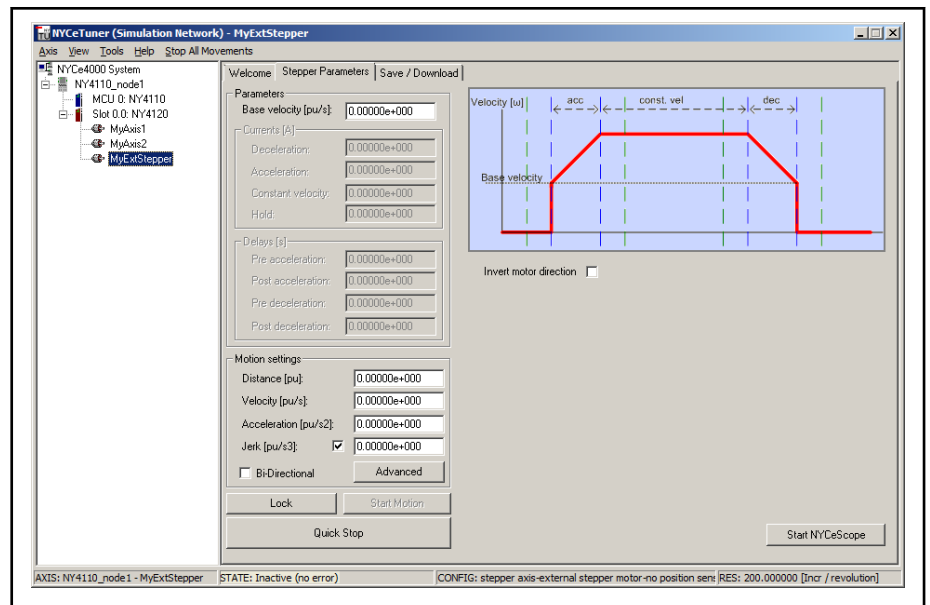 NYCeTuner (Simulation Network) - MyExtStepper
Axis View Tools Help Stop All Movements
NYCe4000 System
NY4110_node1
MCU 0: NY4110
Slot 0.0: NY4120
MyAxis1
MyAxis2
MyExtStepper
Welcome Stepper Parameters Save / Download
Parameters
Base velocity [pu/s]: 0.00000e+000
Currents [A]
Deceleration: 0.00000e+000
Acceleration: 0.00000e+000
Constant velocity: 0.00000e+000
Hold: 0.00000e+000
Delays [s]
Pre acceleration: 0.00000e+000
Post acceleration: 0.00000e+000
Pre deceleration: 0.00000e+000
Post deceleration: 0.00000e+000
Motion settings
Distance [pu]: 0.00000e+000
Velocity [pu/s]: 0.00000e+000
Acceleration [pu/s2]: 0.00000e+000
Jerk [pu/s3]: 0.00000e+000
Bi-Directional Advanced
Lock Start Motion
Quick Stop
Velocity [ω] acc const. vel dec
Base velocity
Invert motor direction
Start NYCeScope
AXIS: NY4110_node1 - MyExtStepper STATE: Inactive (no error) CONFIG: stepper axis-external stepper motor-no position sens RES: 200.000000 [Incr / revolution]